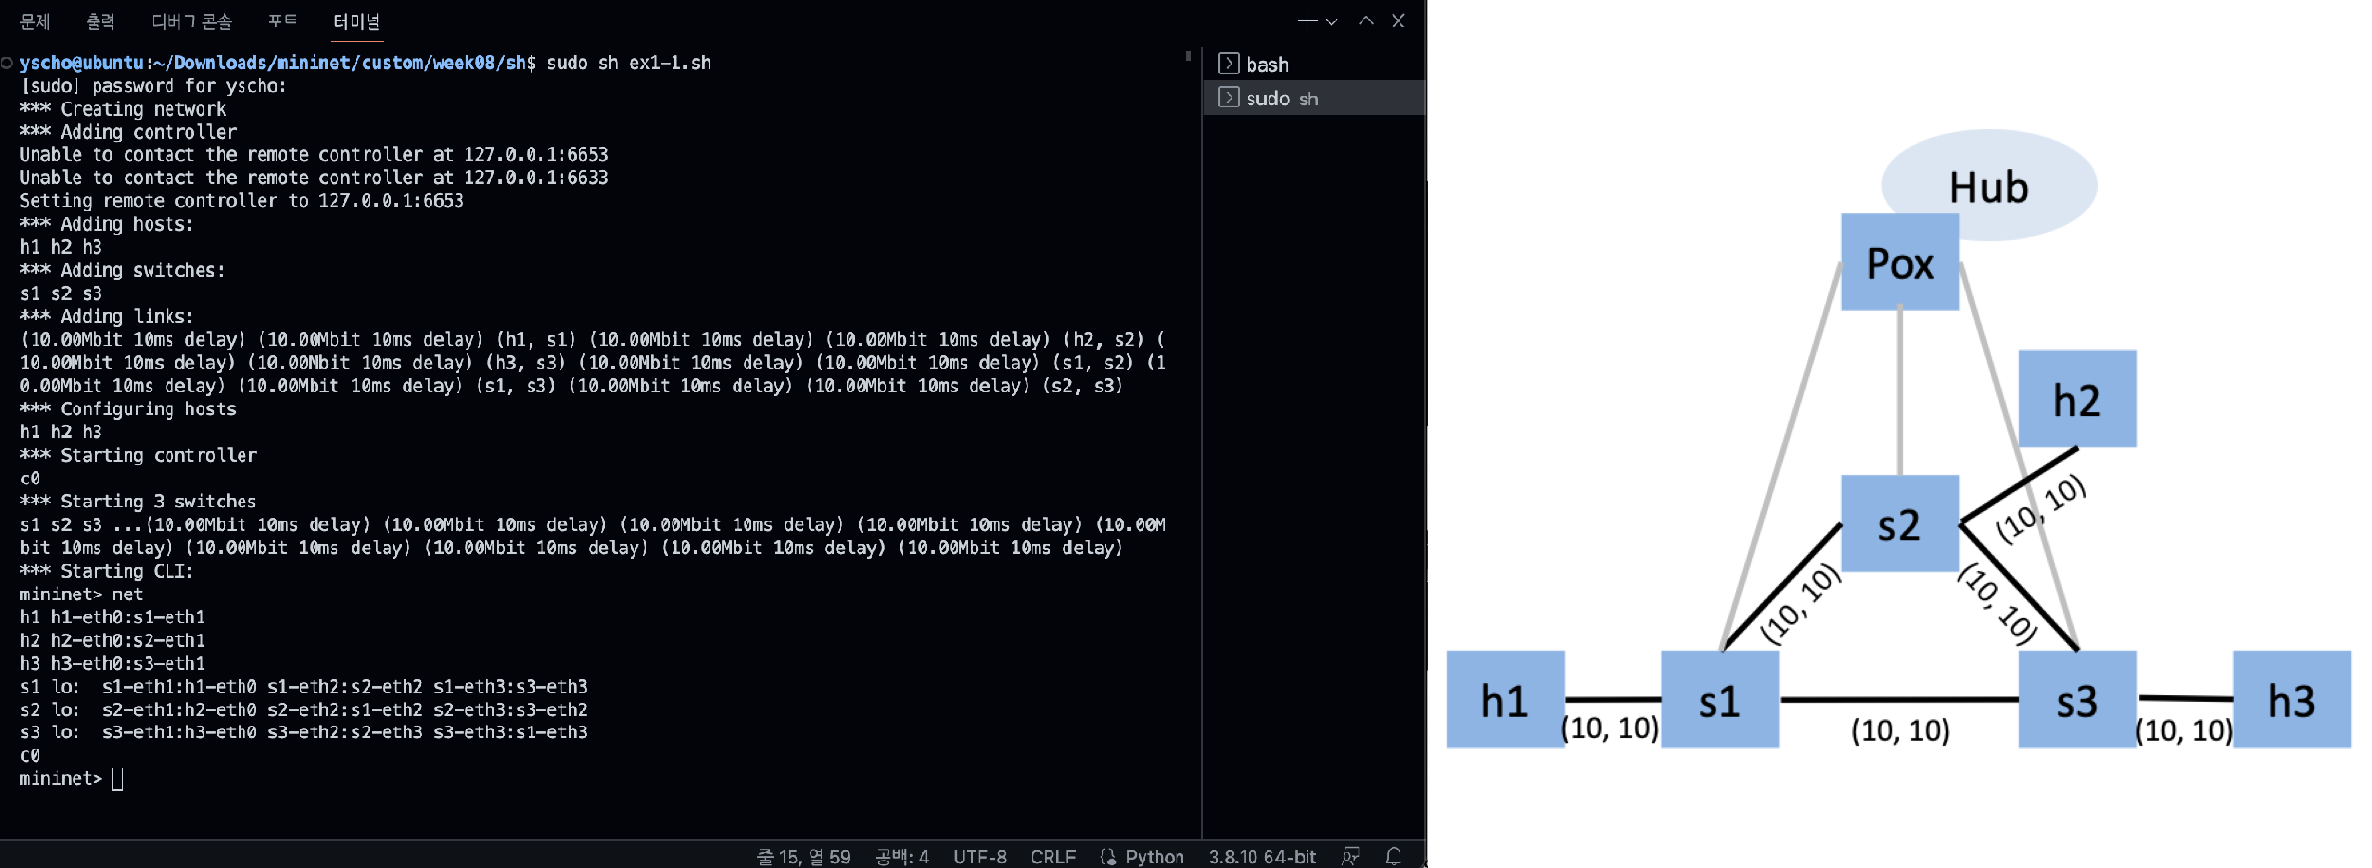 문제 출력 디버그 콘솔 포트 터미널
yscho@ubuntu:~/Downloads/mininet/custom/week08/sh$ sudo sh ex1-1.sh
[sudo] password for yscho:
*** Creating network
*** Adding controller
Unable to contact the remote controller at 127.0.0.1:6653
Unable to contact the remote controller at 127.0.0.1:6633
Setting remote controller to 127.0.0.1:6653
*** Adding hosts:
h1 h2 h3
*** Adding switches:
s1 s2 s3
*** Adding links:
(10.00Mbit 10ms delay) (10.00Mbit 10ms delay) (h1, s1) (10.00Mbit 10ms delay) (10.00Mbit 10ms delay) (h2, s2) (
10.00Mbit 10ms delay) (10.00Mbit 10ms delay) (h3, s3) (10.00Mbit 10ms delay) (10.00Mbit 10ms delay) (s1, s2) (1
0.00Mbit 10ms delay) (10.00Mbit 10ms delay) (s1, s3) (10.00Mbit 10ms delay) (10.00Mbit 10ms delay) (s2, s3)
*** Configuring hosts
h1 h2 h3
*** Starting controller
c0
*** Starting 3 switches
s1 s2 s3 ...(10.00Mbit 10ms delay) (10.00Mbit 10ms delay) (10.00Mbit 10ms delay) (10.00Mbit 10ms delay) (10.00M
bit 10ms delay) (10.00Mbit 10ms delay) (10.00Mbit 10ms delay) (10.00Mbit 10ms delay) (10.00Mbit 10ms delay)
*** Starting CLI:
mininet> net
h1 h1-eth0:s1-eth1
h2 h2-eth0:s2-eth1
h3 h3-eth0:s3-eth1
s1 lo:  s1-eth1:h1-eth0 s1-eth2:s2-eth2 s1-eth3:s3-eth3
s2 lo:  s2-eth1:h2-eth0 s2-eth2:s1-eth2 s2-eth3:s3-eth2
s3 lo:  s3-eth1:h3-eth0 s3-eth2:s2-eth3 s3-eth3:s1-eth3
c0
mininet>
bash
sudo sh
줄 15, 열 59 공백: 4 UTF-8 CRLF Python 3.8.10 64-bit
Hub
Pox
h2
(10, 10)
s2
(10, 10)
(10, 10)
h1
s1
s3
h3
(10, 10)
(10, 10)
(10, 10)